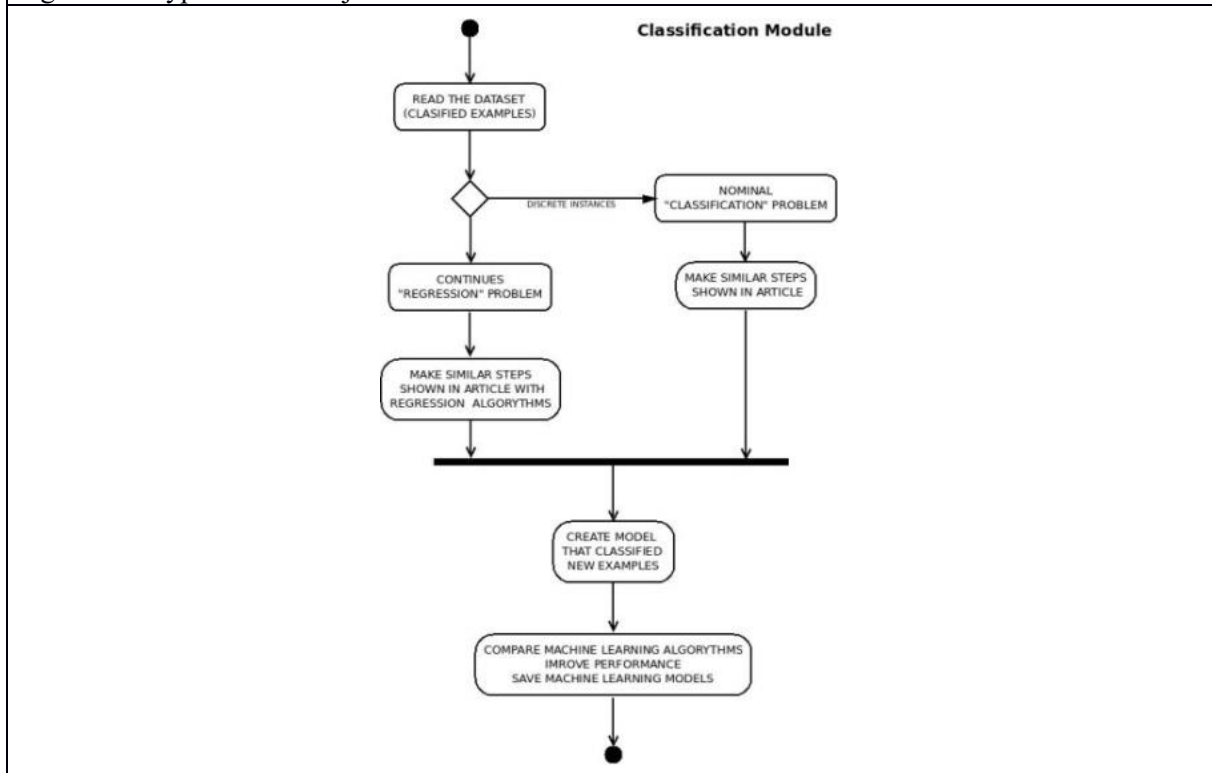 Classification Module
READ THE DATASET
(CLASIFIED EXAMPLES)
DISCRETE INSTANCES
NOMINAL
"CLASSIFICATION" PROBLEM
CONTINUES
"REGRESSION" PROBLEM
MAKE SIMILAR STEPS
SHOWN IN ARTICLE
MAKE SIMILAR STEPS
SHOWN IN ARTICLE WITH
REGRESSION ALGORYTHMS
CREATE MODEL
THAT CLASSIFIED
NEW EXAMPLES
COMPARE MACHINE LEARNING ALGORYTHMS
IMROVE PERFORMANCE
SAVE MACHINE LEARNING MODELS